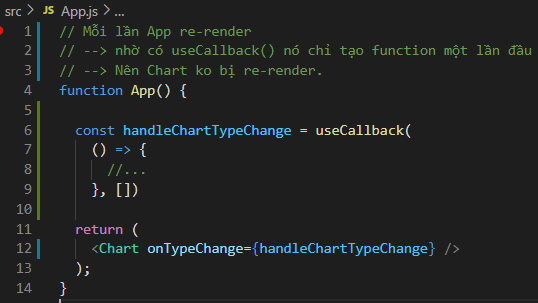 src > JS App.js > ...
1 // Mỗi lần App re-render
2 // --> nhờ có useCallback() nó chỉ tạo function một lần đầu
3 // --> Nên Chart ko bị re-render.
4 function App() {
5
6 const handleChartTypeChange = useCallback(
7 () => {
8 //...
9 }, [])
10
11 return (
12 <Chart onTypeChange={handleChartTypeChange} />
13 );
14 }